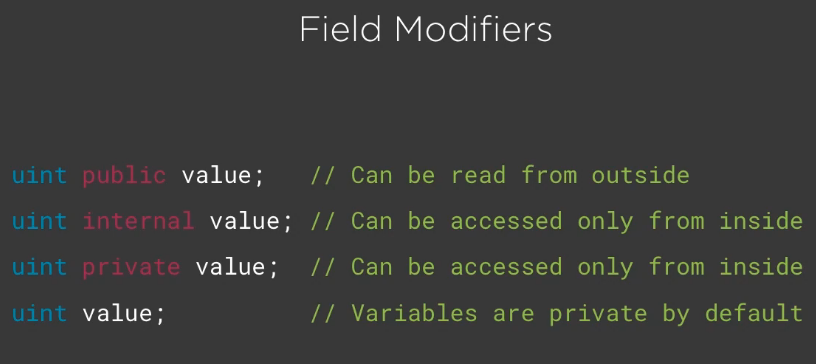 Field Modifiers
uint public value;   // Can be read from outside
uint internal value; // Can be accessed only from inside
uint private value;  // Can be accessed only from inside
uint value;          // Variables are private by default